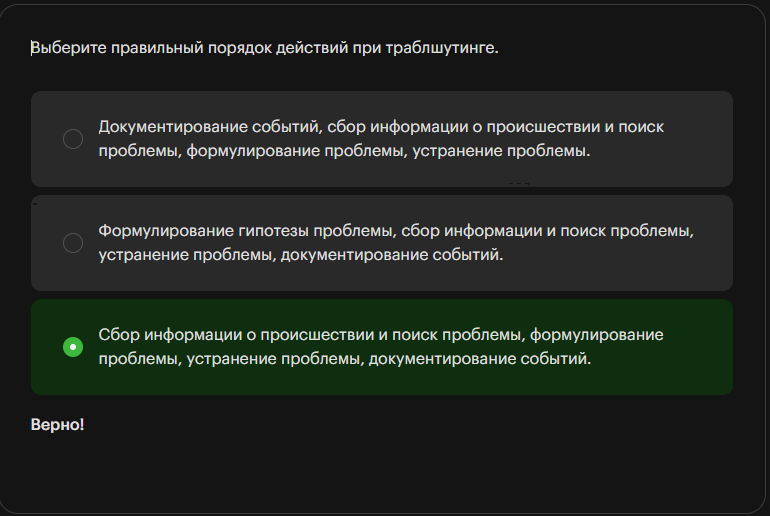 Выберите правильный порядок действий при траблшутинге.
Документирование событий, сбор информации о происшествии и поиск
проблемы, формулирование проблемы, устранение проблемы.
Формулирование гипотезы проблемы, сбор информации и поиск проблемы,
устранение проблемы, документирование событий.
Сбор информации о происшествии и поиск проблемы, формулирование
проблемы, устранение проблемы, документирование событий.
Верно!